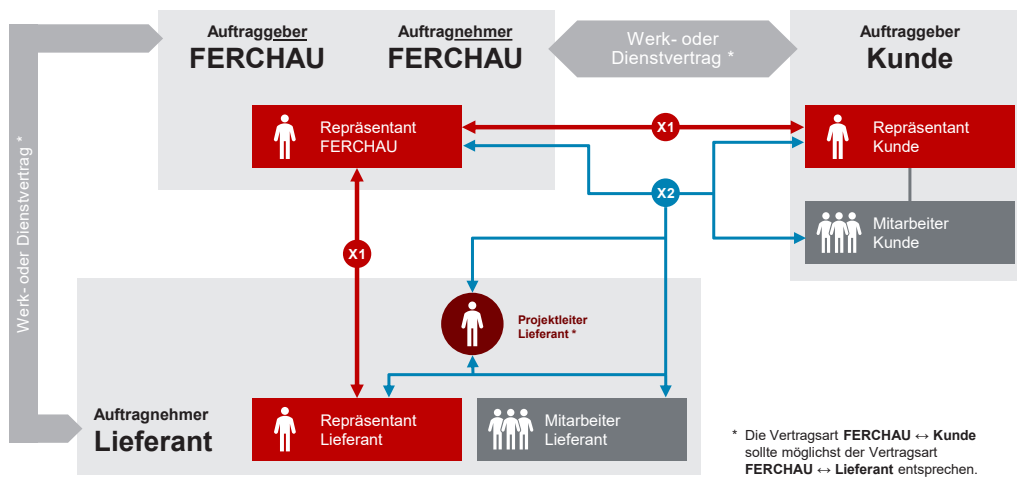 Auftraggeber
FERCHAU
Auftragnehmer
FERCHAU
Werk- oder
Dienstvertrag *
Auftraggeber
Kunde
Werk- oder Dienstvertrag *
Repräsentant
FERCHAU
X1
Repräsentant
Kunde
X2
Mitarbeiter
Kunde
X1
Projektleiter
Lieferant *
Auftragnehmer
Lieferant
Repräsentant
Lieferant
Mitarbeiter
Lieferant
* Die Vertragsart FERCHAU ↔ Kunde
sollte möglichst der Vertragsart
FERCHAU ↔ Lieferant entsprechen.